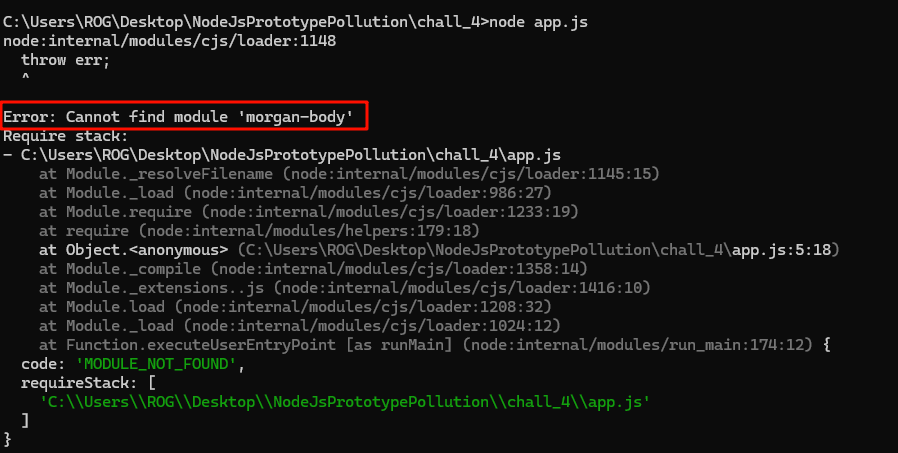 C:\Users\ROG\Desktop\NodeJsPrototypePollution\chall_4>node app.js
node:internal/modules/cjs/loader:1148
  throw err;
  ^

Error: Cannot find module 'morgan-body'
Require stack:
- C:\Users\ROG\Desktop\NodeJsPrototypePollution\chall_4\app.js
    at Module._resolveFilename (node:internal/modules/cjs/loader:1145:15)
    at Module._load (node:internal/modules/cjs/loader:986:27)
    at Module.require (node:internal/modules/cjs/loader:1233:19)
    at require (node:internal/modules/helpers:179:18)
    at Object.<anonymous> (C:\Users\ROG\Desktop\NodeJsPrototypePollution\chall_4\app.js:5:18)
    at Module._compile (node:internal/modules/cjs/loader:1358:14)
    at Module._extensions..js (node:internal/modules/cjs/loader:1416:10)
    at Module.load (node:internal/modules/cjs/loader:1208:32)
    at Module._load (node:internal/modules/cjs/loader:1024:12)
    at Function.executeUserEntryPoint [as runMain] (node:internal/modules/run_main:174:12) {
  code: 'MODULE_NOT_FOUND',
  requireStack: [
    'C:\\Users\\ROG\\Desktop\\NodeJsPrototypePollution\\chall_4\\app.js'
  ]
}